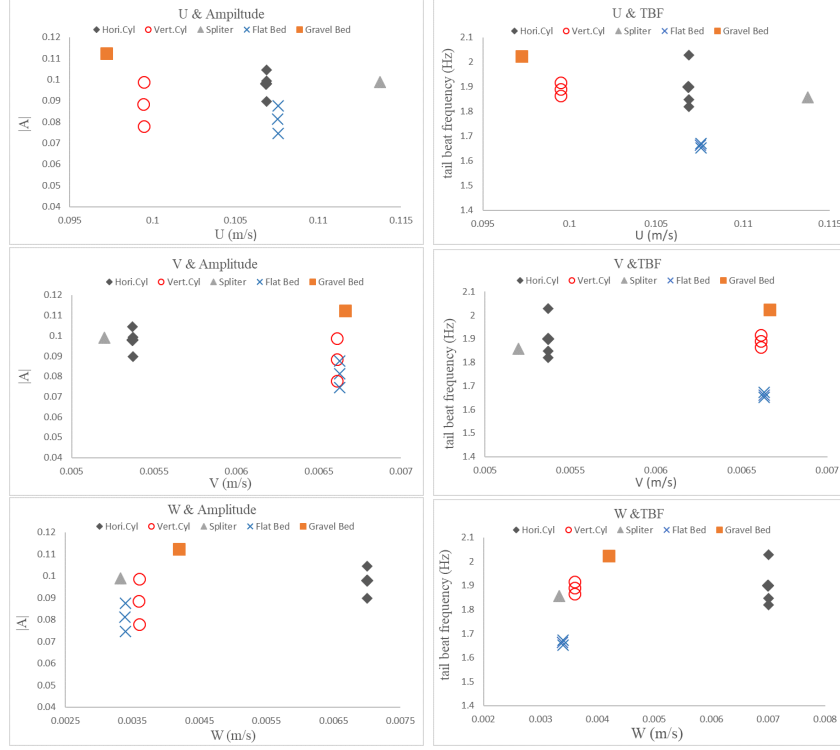 U & Ampilitude
Hori.Cyl Vert.Cyl Spliter Flat Bed Gravel Bed
0.12
0.11
0.1
0.09
0.08
0.07
0.06
0.05
0.04
|A|
0.095 0.1 0.105 0.11 0.115
U (m/s)
U & TBF
Hori.Cyl Vert.Cyl Spliter Flat Bed Gravel Bed
2.1
2
1.9
1.8
1.7
1.6
1.5
1.4
tail beat frequency (Hz)
0.095 0.1 0.105 0.11 0.115
U (m/s)
V & Amplitude
Hori.Cyl Vert.Cyl Spliter Flat Bed Gravel Bed
0.12
0.11
0.1
0.09
0.08
0.07
0.06
0.05
0.04
|A|
0.005 0.0055 0.006 0.0065 0.007
V (m/s)
V &TBF
Hori.Cyl Vert.Cyl Spliter Flat Bed Gravel Bed
2.1
2
1.9
1.8
1.7
1.6
1.5
1.4
tail beat frequency (Hz)
0.005 0.0055 0.006 0.0065 0.007
V (m/s)
W & Amplitude
Hori.Cyl Vert.Cyl Spliter Flat Bed Gravel Bed
0.12
0.11
0.1
0.09
0.08
0.07
0.06
0.05
0.04
|A|
0.0025 0.0035 0.0045 0.0055 0.0065 0.0075
W (m/s)
W &TBF
Hori.Cyl Vert.Cyl Spliter Flat Bed Gravel Bed
2.1
2
1.9
1.8
1.7
1.6
1.5
1.4
tail beat frequency (Hz)
0.002 0.003 0.004 0.005 0.006 0.007 0.008
W (m/s)